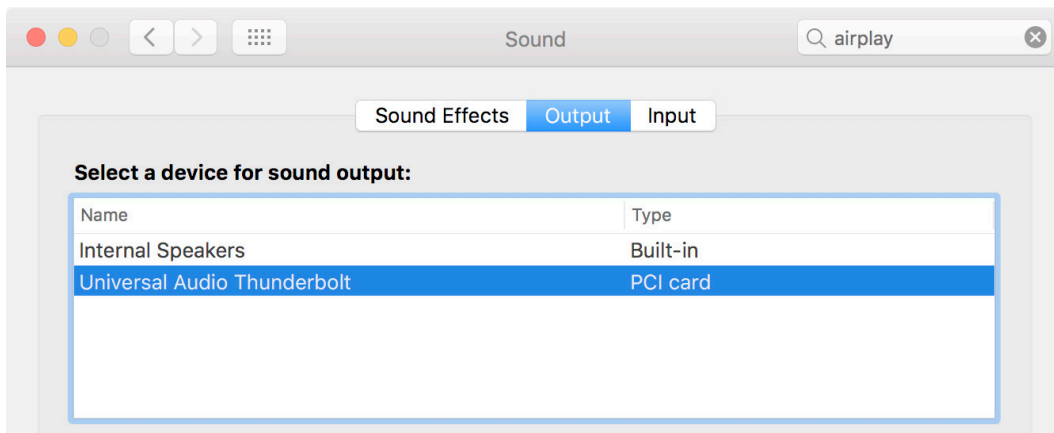 Sound
airplay
Sound Effects Output Input
Select a device for sound output:
Name Type
Internal Speakers Built-in
Universal Audio Thunderbolt PCI card